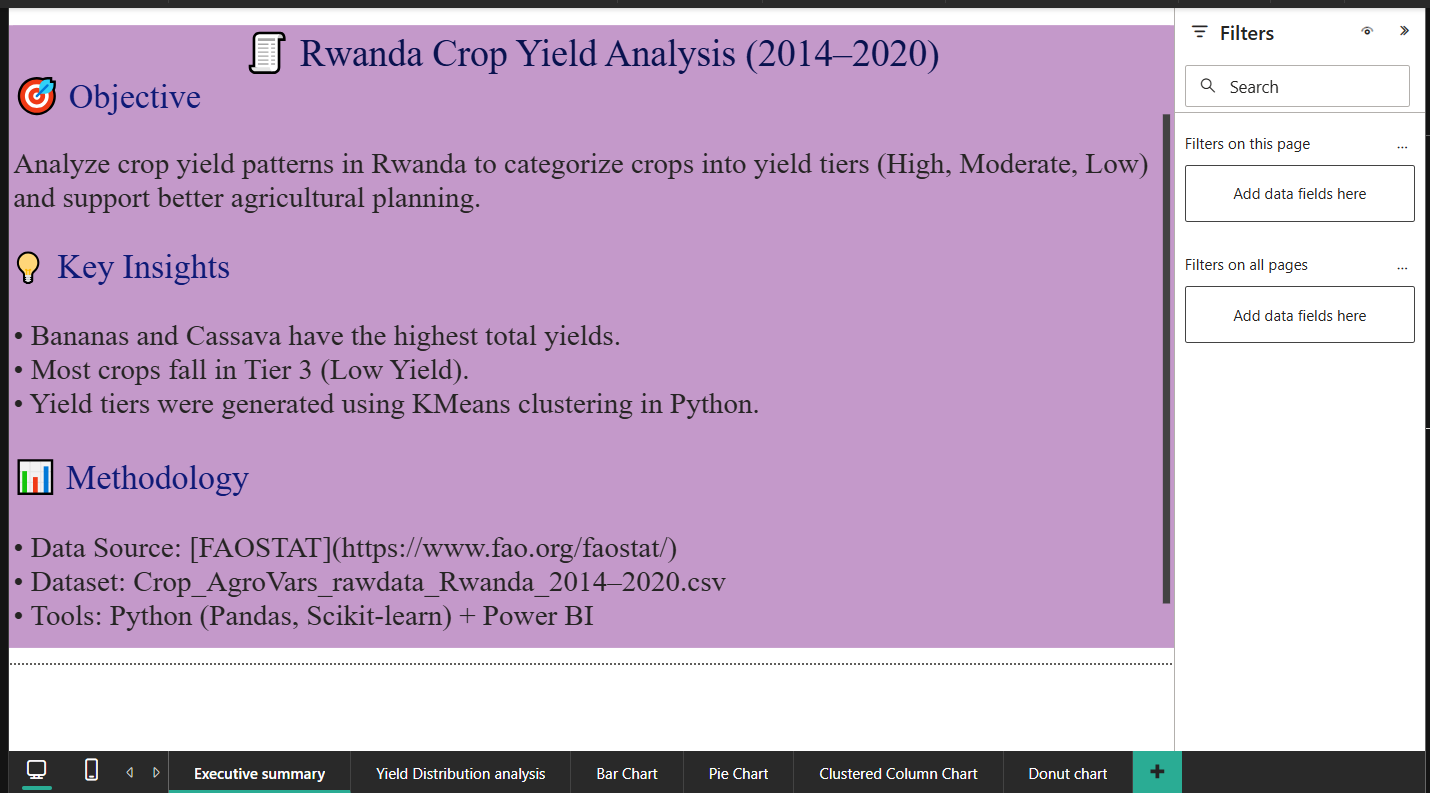 Rwanda Crop Yield Analysis (2014–2020)
Objective
Analyze crop yield patterns in Rwanda to categorize crops into yield tiers (High, Moderate, Low)
and support better agricultural planning.
Key Insights
• Bananas and Cassava have the highest total yields.
• Most crops fall in Tier 3 (Low Yield).
• Yield tiers were generated using KMeans clustering in Python.
Methodology
• Data Source: [FAOSTAT](https://www.fao.org/faostat/)
• Dataset: Crop_AgroVars_rawdata_Rwanda_2014–2020.csv
• Tools: Python (Pandas, Scikit-learn) + Power BI
Filters
Search
Filters on this page ...
Add data fields here
Filters on all pages ...
Add data fields here
Executive summary Yield Distribution analysis Bar Chart Pie Chart Clustered Column Chart Donut chart +